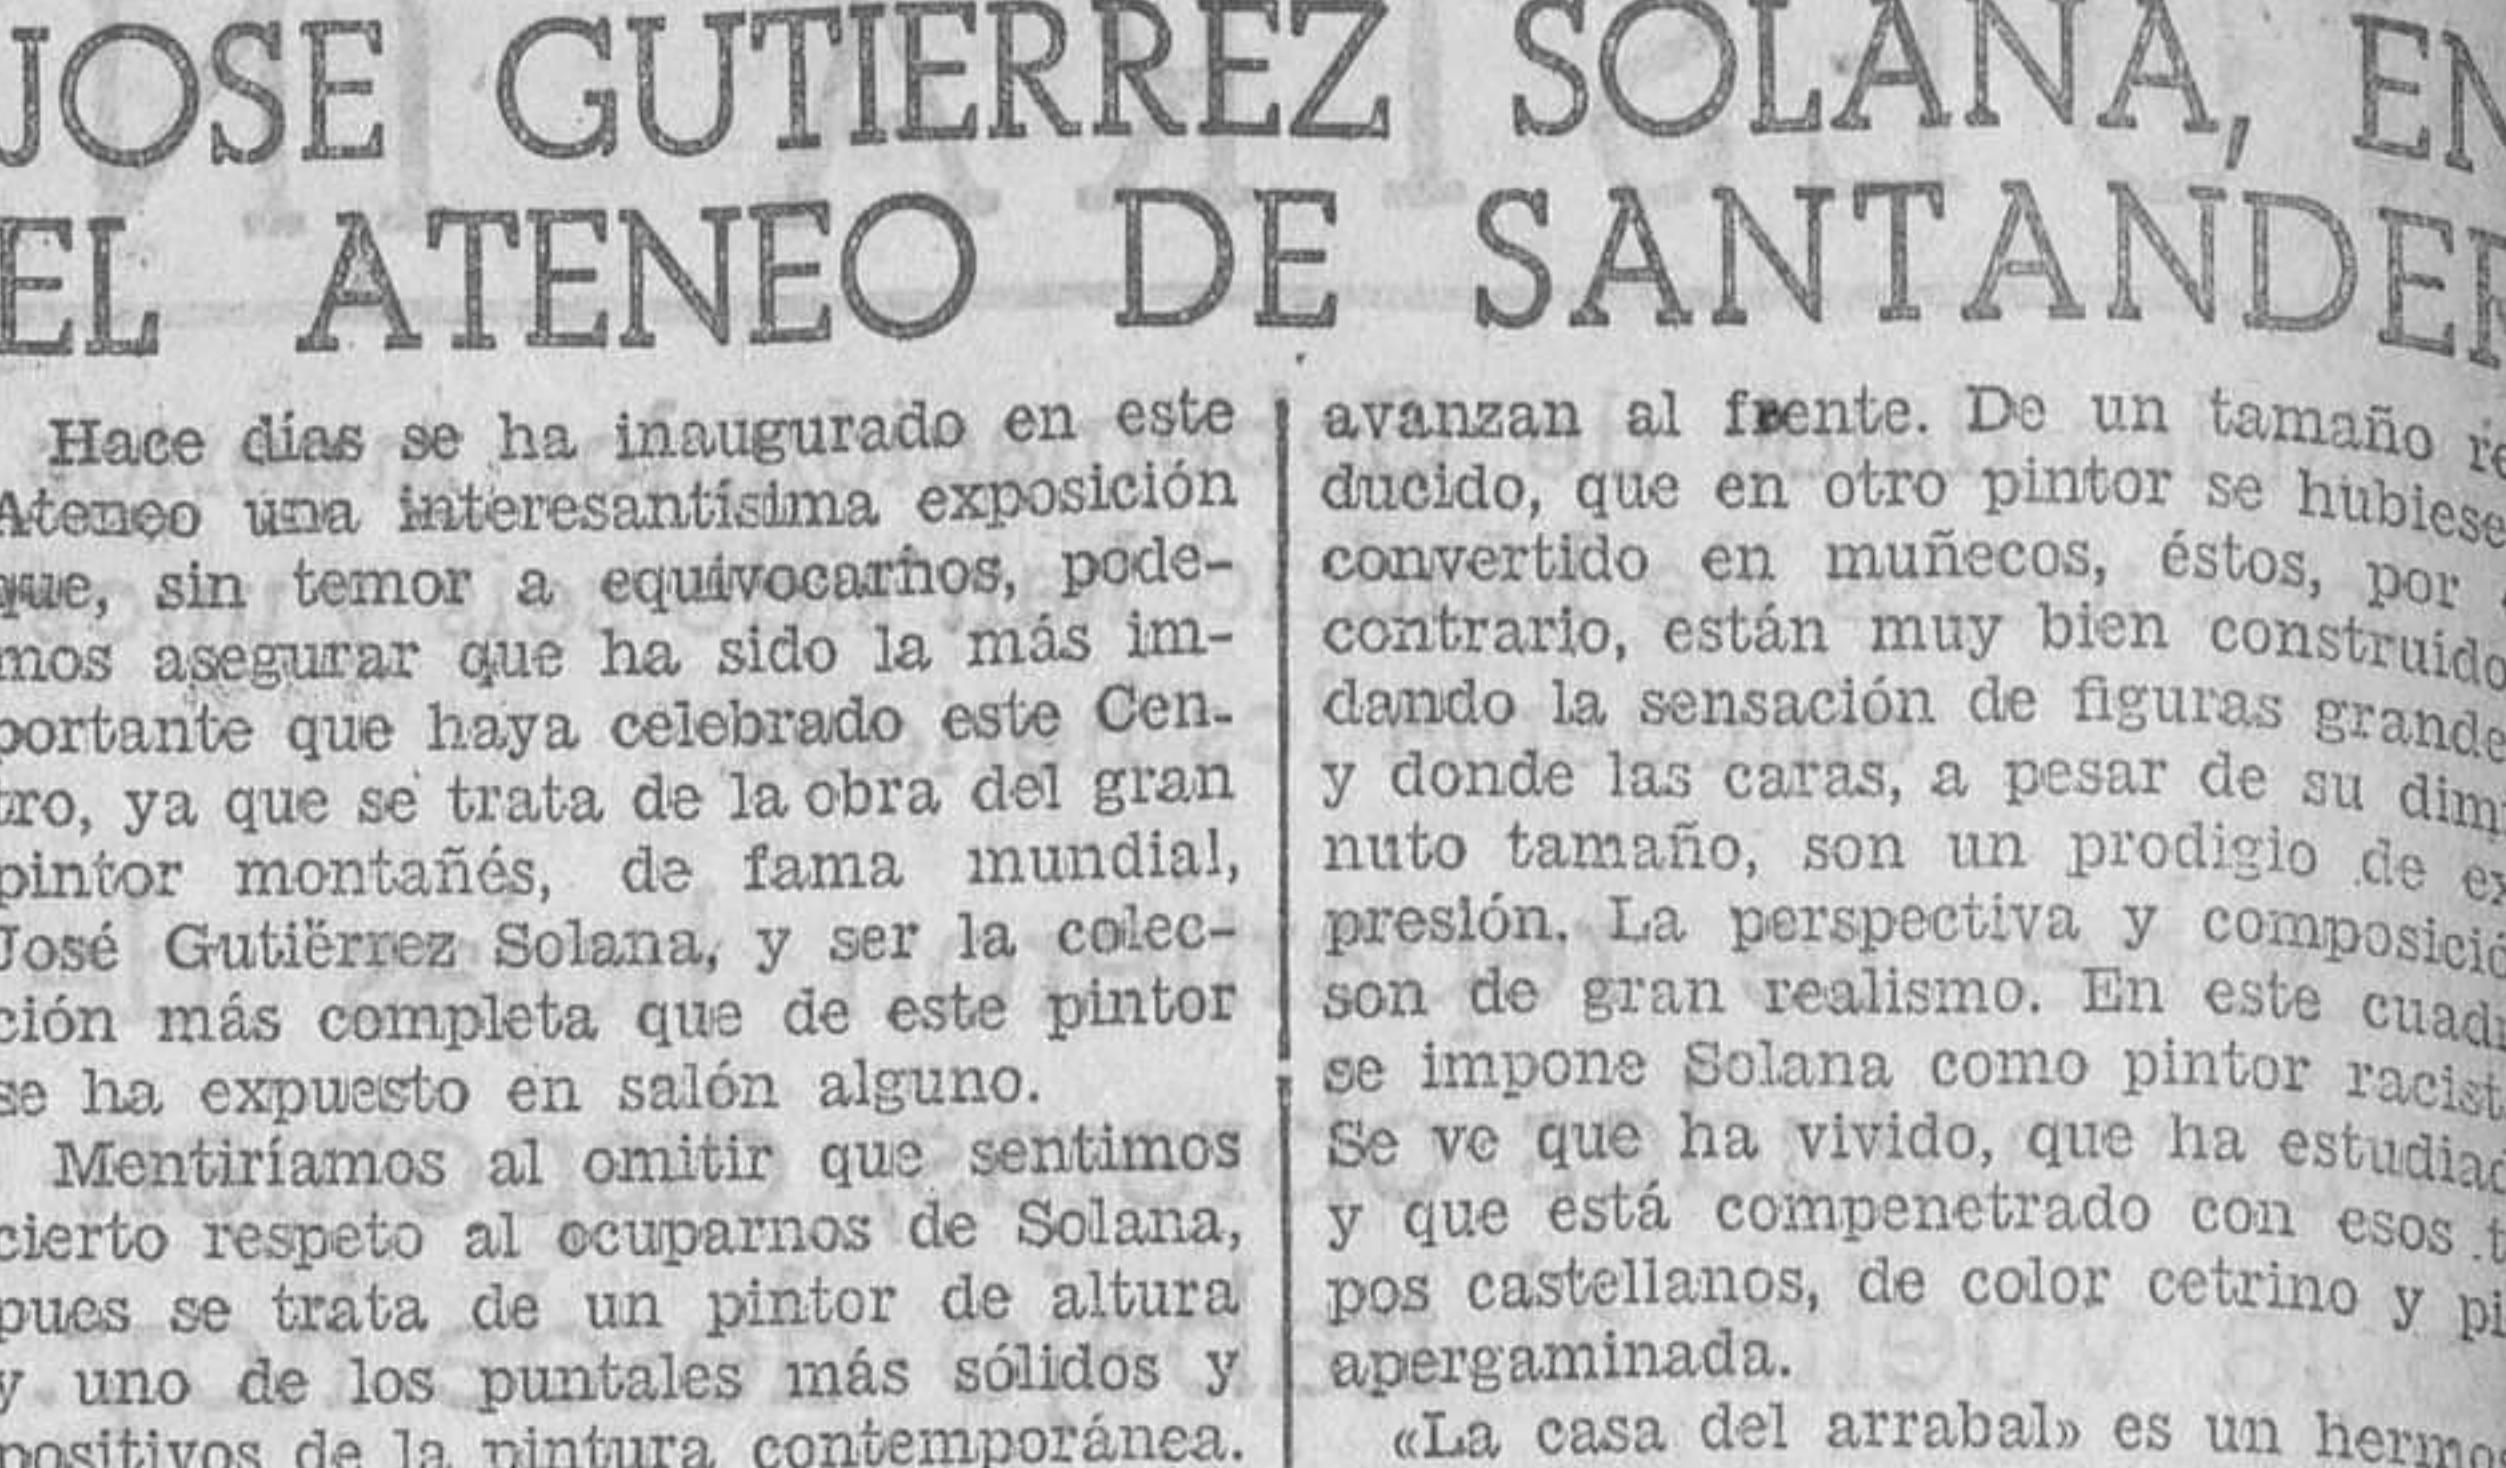 JOSE GUTIERREZ SOLANA, EN
EL ATENEO DE SANTANDER
Hace días se ha inaugurado en este
Ateneo una interesantísima exposición
que, sin temor a equivocarnos, pode-
mos asegurar que ha sido la más im-
portante que haya celebrado este Cen-
tro, ya que se trata de la obra del gran
pintor montañés, de fama mundial,
José Gutiérrez Solana, y ser la colec-
ción más completa que de este pintor
se ha expuesto en salón alguno.
Mentiríamos al omitir que sentimos
cierto respeto al ocuparnos de Solana,
pues se trata de un pintor de altura
y uno de los puntales más sólidos y
positivos de la pintura contemporánea.
avanzan al frente. De un tamaño re
ducido, que en otro pintor se hubiese
convertido en muñecos, éstos, por
contrario, están muy bien construido
dando la sensación de figuras grande
y donde las caras, a pesar de su dimi
nuto tamaño, son un prodigio de ex
presión. La perspectiva y composició
son de gran realismo. En este cuadr
se impone Solana como pintor racist
Se ve que ha vivido, que ha estudiad
y que está compenetrado con esos t
pos castellanos, de color cetrino y pi
apergaminada.
«La casa del arrabal» es un hermos